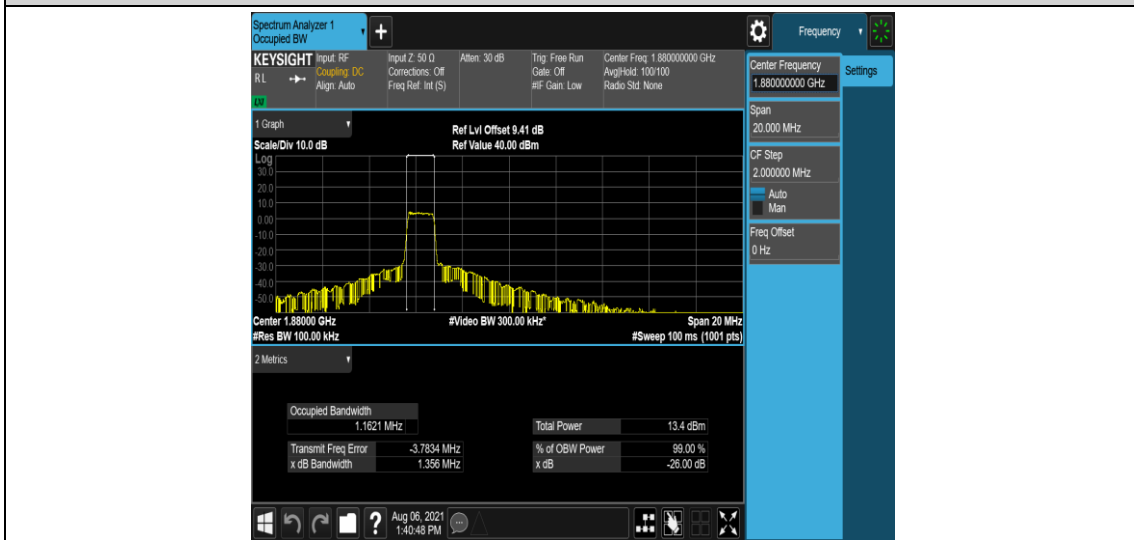 Spectrum Analyzer 1
Occupied BW
+
Frequency
KEYSIGHT
RL
Input: RF
Coupling: DC
Align: Auto
Input Z: 50 Ω
Corrections: Off
Freq Ref: Int (S)
Atten: 30 dB
Trig: Free Run
Gate: Off
#IF Gain: Low
Center Freq: 1.880000000 GHz
Avg|Hold: 100/100
Radio Std: None
Center Frequency
1.880000000 GHz
Settings
Span
20.000 MHz
CF Step
2.000000 MHz
Auto
Man
Freq Offset
0 Hz
1 Graph
Ref Lvl Offset 9.41 dB
Scale/Div 10.0 dB
Ref Value 40.00 dBm
Log
30.0
20.0
10.0
0.00
-10.0
-20.0
-30.0
-40.0
-50.0
Center 1.88000 GHz
#Video BW 300.00 kHz*
Span 20 MHz
#Res BW 100.00 kHz
#Sweep 100 ms (1001 pts)
2 Metrics
Occupied Bandwidth
1.1621 MHz
Total Power 13.4 dBm
Transmit Freq Error -3.7834 MHz
% of OBW Power 99.00 %
x dB Bandwidth 1.356 MHz
x dB -26.00 dB
?
Aug 06, 2021
1:40:48 PM